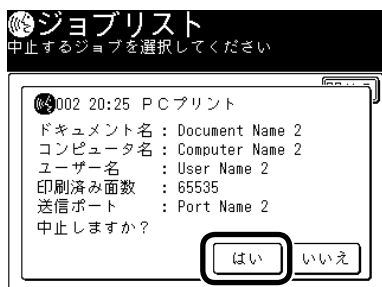 ジョブリスト
中止するジョブを選択してください
002 20:25 PCプリント
ドキュメント名 : Document Name 2
コンピュータ名 : Computer Name 2
ユーザー名 : User Name 2
印刷済み面数 : 65535
送信ポート : Port Name 2
中止しますか?
はい いいえ